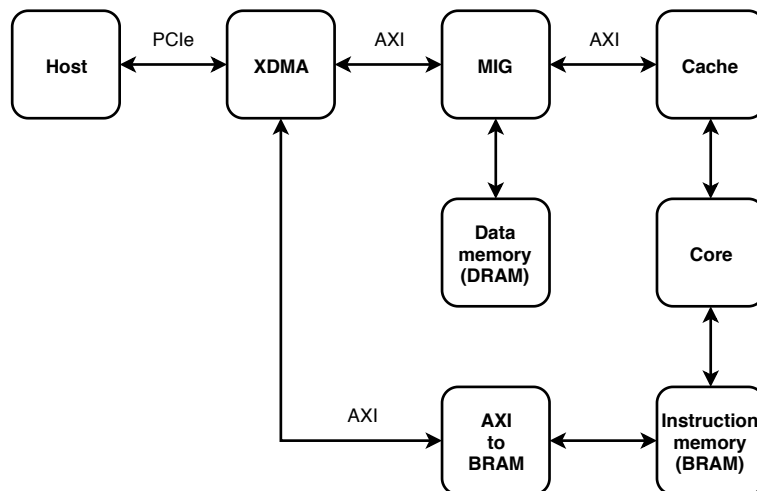 PCIe
AXI
AXI
Host
XDMA
MIG
Cache
Data
memory
(DRAM)
Core
AXI
AXI
to
BRAM
Instruction
memory
(BRAM)